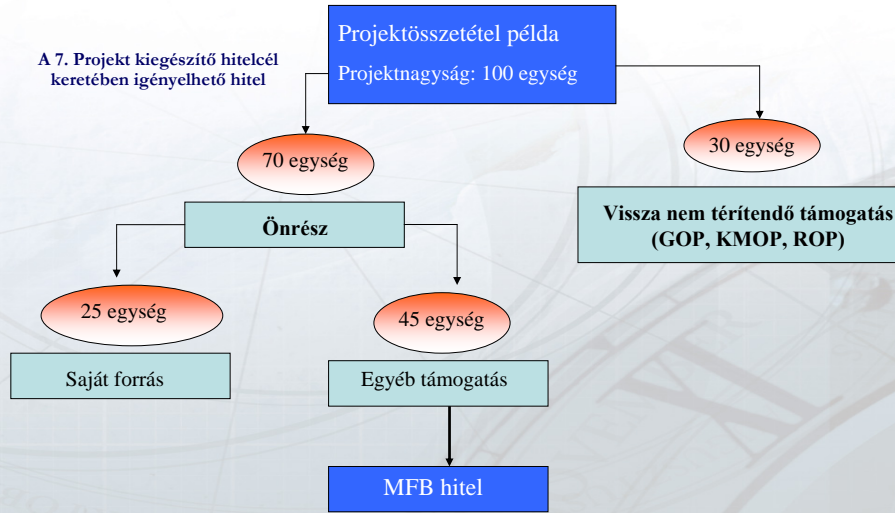 A 7. Projekt kiegészítő hitelcél
keretében igényelhető hitel
Projektösszetétel példa
Projektnagyság: 100 egység
70 egység
30 egység
Önrész
Vissza nem térítendő támogatás
(GOP, KMOP, ROP)
25 egység
45 egység
Saját forrás
Egyéb támogatás
MFB hitel